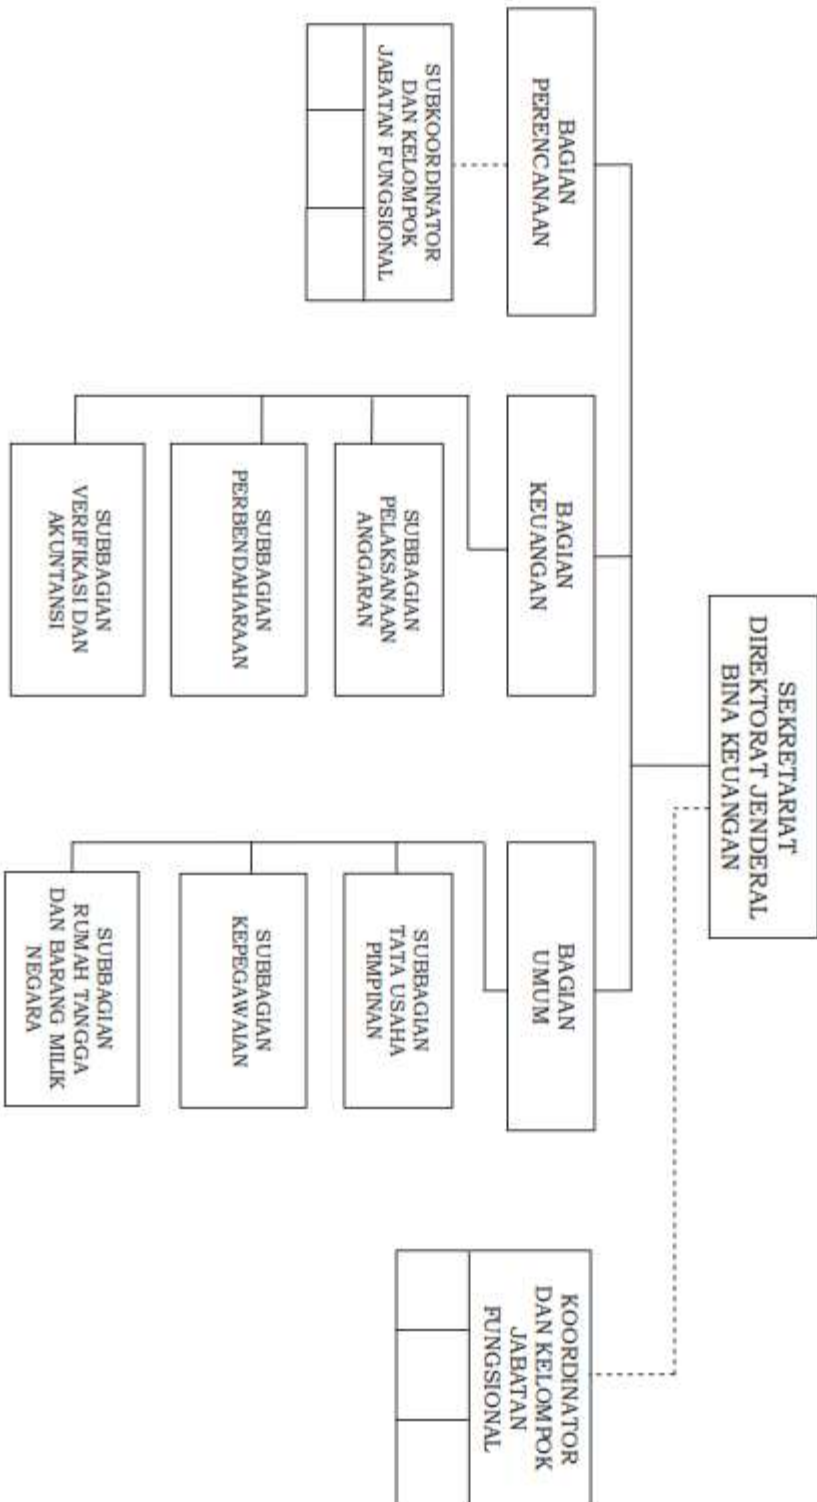 SEKRETARIAT
DIREKTORAT JENDERAL
BINA KEUANGAN
BAGIAN
PERENCANAAN
BAGIAN
KEUANGAN
BAGIAN
UMUM
KOORDINATOR
DAN KELOMPOK
JABATAN
FUNGSIONAL
SUBKOORDINATOR
DAN KELOMPOK
JABATAN FUNGSIONAL
SUBBAGIAN
PELAKSANAAN
ANGGARAN
SUBBAGIAN
TATA USAHA
PIMPINAN
SUBBAGIAN
PERBENDAHARAAN
SUBBAGIAN
KEPEGAWAIAN
SUBBAGIAN
VERIFIKASI DAN
AKUNTANSI
SUBBAGIAN
RUMAH TANGGA
DAN BARANG MILIK
NEGARA